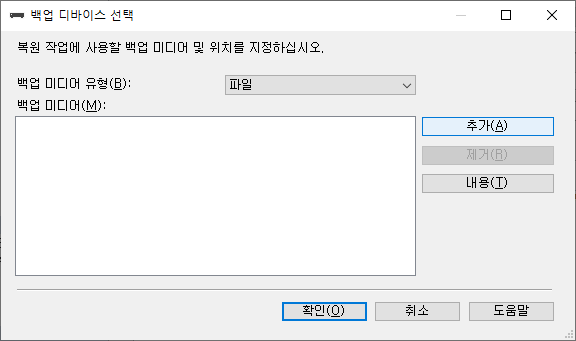 백업 디바이스 선택
복원 작업에 사용할 백업 미디어 및 위치를 지정하십시오.
백업 미디어 유형(B): 파일
백업 미디어(M):
추가(A)
제거(R)
내용(T)
확인(O) 취소 도움말